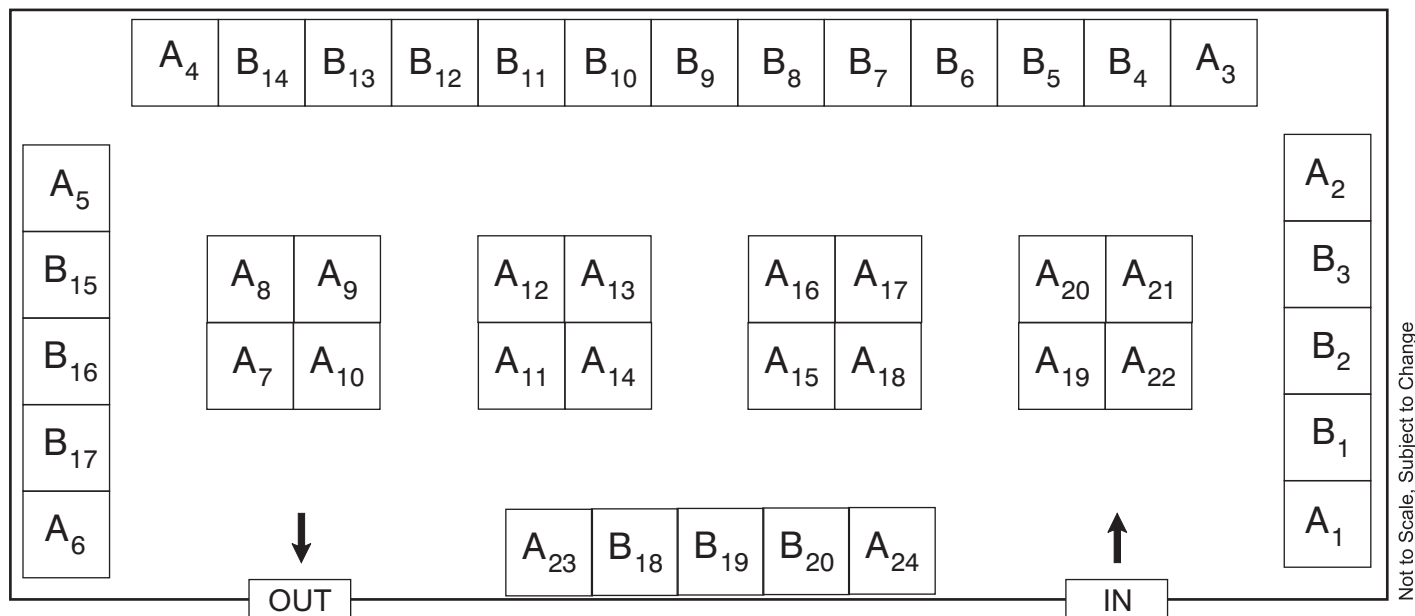 A4 B14 B13 B12 B11 B10 B9 B8 B7 B6 B5 B4 A3
A5
B15
B16
B17
A6
A8 A9
A7 A10
A12 A13
A11 A14
A16 A17
A15 A18
A20 A21
A19 A22
A2
B3
B2
B1
A1
A23 B18 B19 B20 A24
OUT
IN
Not to Scale, Subject to Change